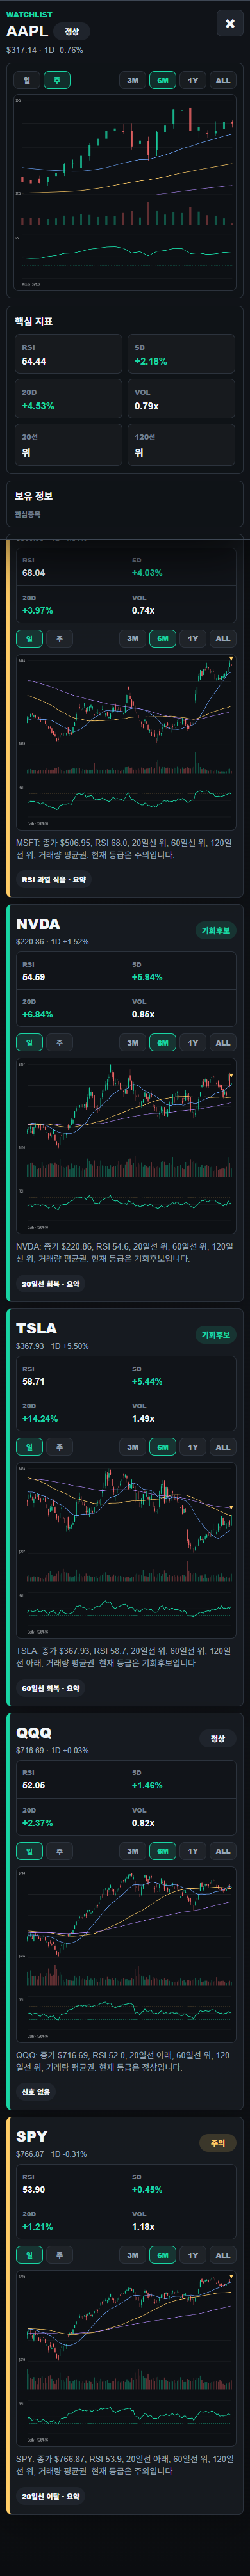 WATCHLIST
AAPL 정상
$317.14 · 1D -0.76%
일 주 3M 6M 1Y ALL
핵심 지표
RSI 5D
54.44 +2.18%
20D VOL
+4.53% 0.79x
20선 120선
위 위
보유 정보
관심종목
RSI 5D
68.04 +4.03%
20D VOL
+3.97% 0.74x
일 주 3M 6M 1Y ALL
MSFT: 종가 $506.95, RSI 68.0, 20일선 위, 60일선 위, 120일
선 위, 거래량 평균권. 현재 등급은 주의입니다.
RSI 과열 식음 - 요약
NVDA 기회후보
$220.86 · 1D +1.52%
RSI 5D
54.59 +5.94%
20D VOL
+6.84% 0.85x
일 주 3M 6M 1Y ALL
NVDA: 종가 $220.86, RSI 54.6, 20일선 위, 60일선 위, 120일
선 위, 거래량 평균권. 현재 등급은 기회후보입니다.
20일선 회복 - 요약
TSLA 기회후보
$367.93 · 1D +5.50%
RSI 5D
58.71 +5.44%
20D VOL
+14.24% 1.49x
일 주 3M 6M 1Y ALL
TSLA: 종가 $367.93, RSI 58.7, 20일선 위, 60일선 위, 120일
선 아래, 거래량 평균권. 현재 등급은 기회후보입니다.
60일선 회복 - 요약
QQQ 정상
$716.69 · 1D +0.03%
RSI 5D
52.05 +1.46%
20D VOL
+2.37% 0.82x
일 주 3M 6M 1Y ALL
QQQ: 종가 $716.69, RSI 52.0, 20일선 아래, 60일선 위, 120
일선 위, 거래량 평균권. 현재 등급은 정상입니다.
신호 없음
SPY 주의
$766.87 · 1D -0.31%
RSI 5D
53.90 +0.45%
20D VOL
+1.21% 1.18x
일 주 3M 6M 1Y ALL
SPY: 종가 $766.87, RSI 53.9, 20일선 아래, 60일선 위, 120일
선 위, 거래량 평균권. 현재 등급은 주의입니다.
20일선 이탈 - 요약